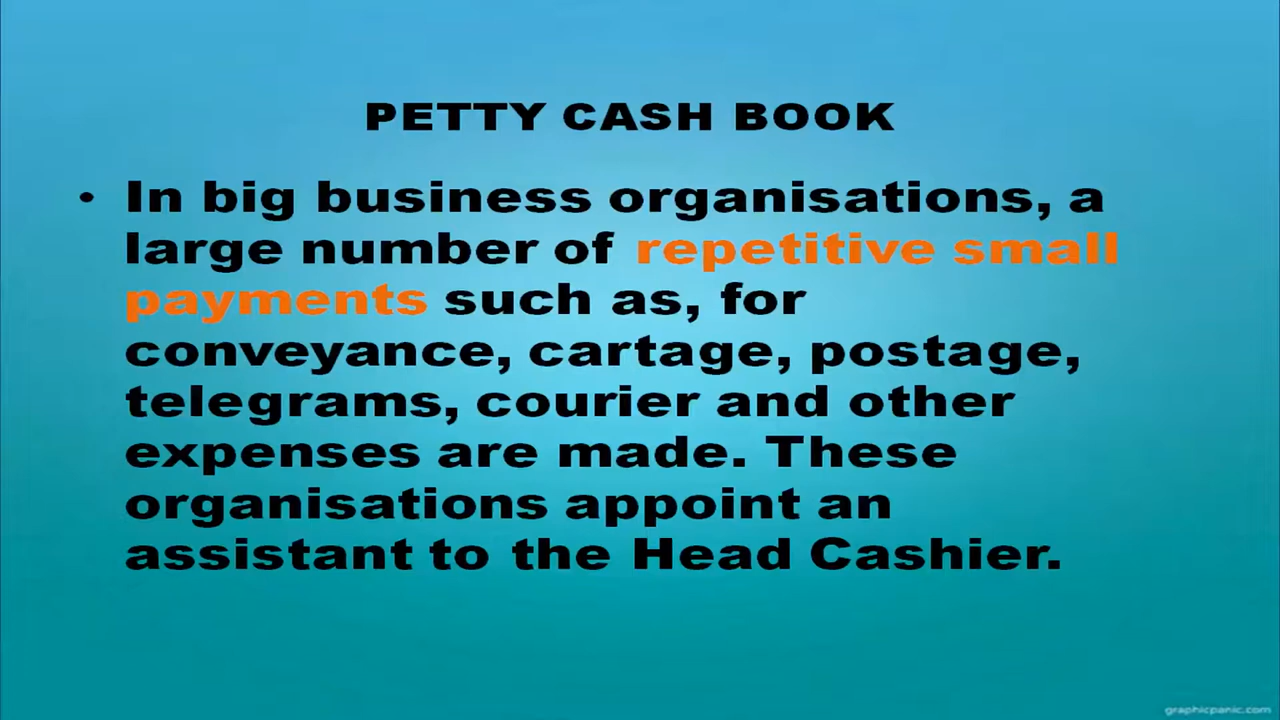 PETTY CASH BOOK
• In big business organisations, a
large number of repetitive small
payments such as, for
conveyance, cartage, postage,
telegrams, courier and other
expenses are made. These
organisations appoint an
assistant to the Head Cashier.
graphicpanic.com